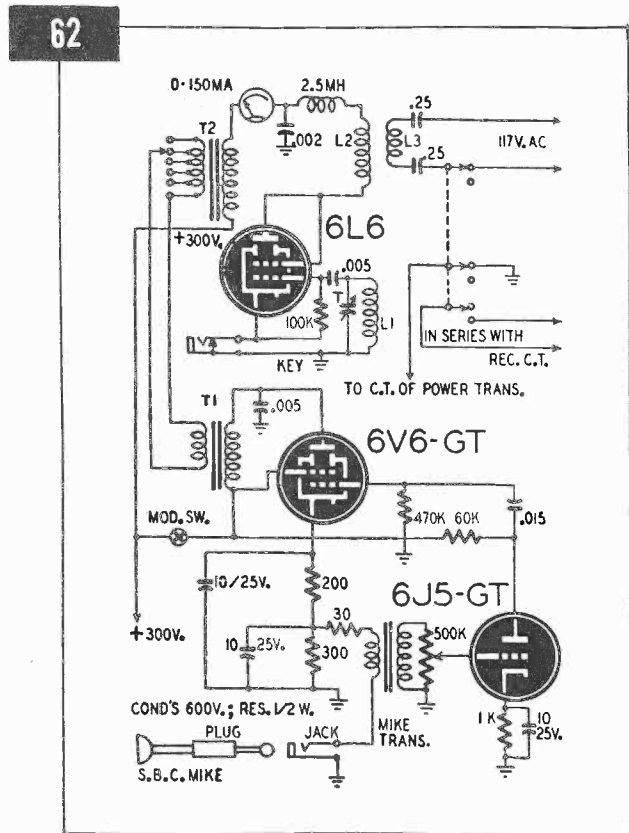 62
0-150MA
2.5MH
.25
T2
.002
L2
L3
117V. AC
.25
+300V.
6L6
.005
100K
T
L1
KEY
IN SERIES WITH
REC. C.T.
TO C.T. OF POWER TRANS.
T1
.005
6V6-GT
MOD. SW.
470K
60K
.015
10/25V.
200
6J5-GT
30
500K
+300V.
10
25V.
300
COND'S 600V.; RES. 1/2 W.
MIKE
TRANS.
1K
10
25V.
PLUG
JACK
S.B.C. MIKE